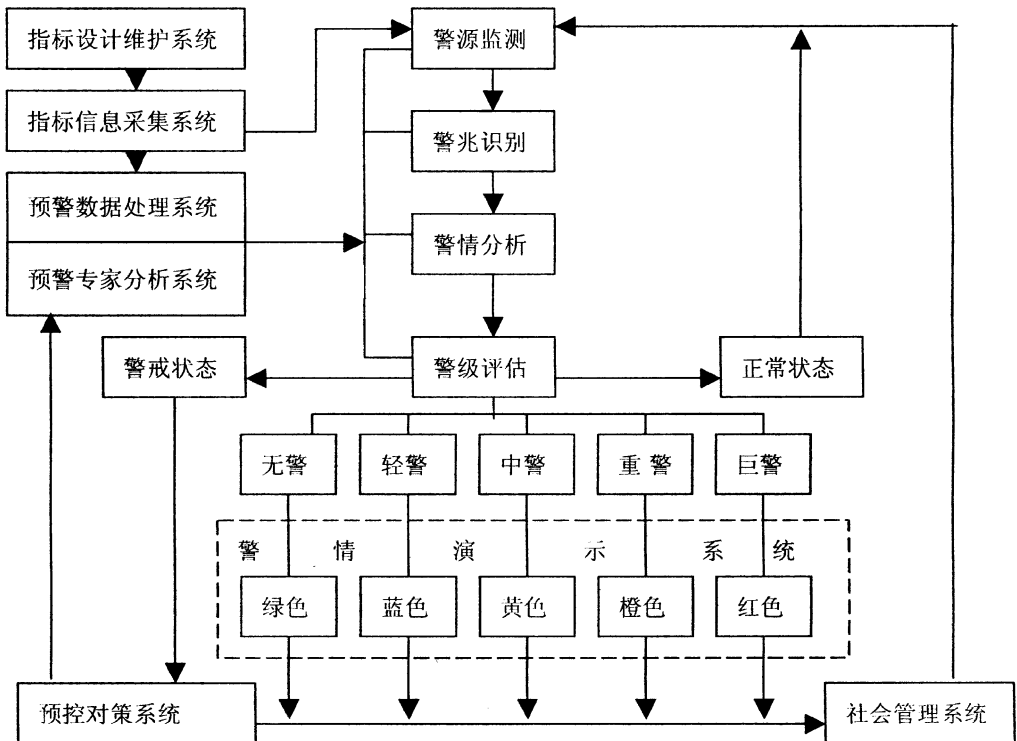 指标设计维护系统
警源监测
指标信息采集系统
警兆识别
预警数据处理系统
警情分析
预警专家分析系统
警戒状态
警级评估
正常状态
无警
轻警
中警
重警
巨警
警情演示系统
绿色
蓝色
黄色
橙色
红色
预控对策系统
社会管理系统